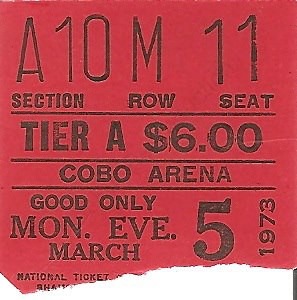 A10 M 11
SECTION ROW SEAT
TIER A $6.00
COBO ARENA
GOOD ONLY
MON. EVE. 5
MARCH
1973
NATIONAL TICKET